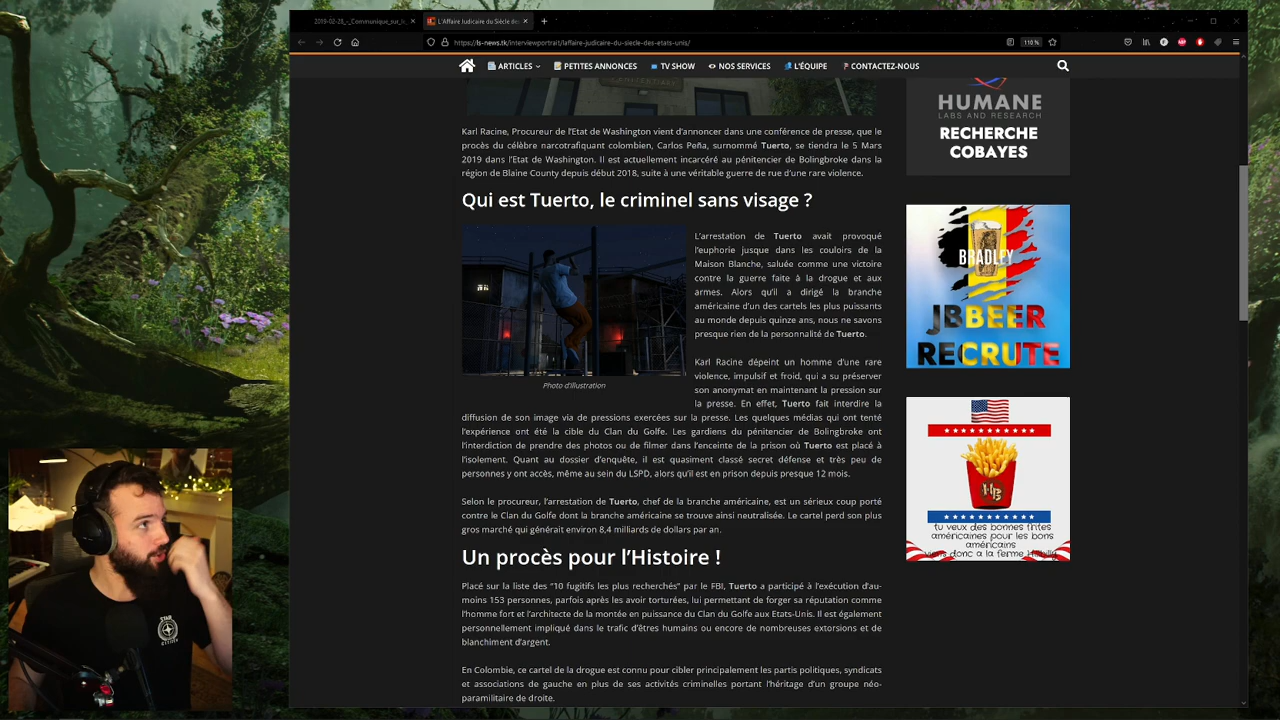 2019-02-28_-_Communique_sur_l
L'Affaire Judicaire du Siècle des
https://ls-news.tk/interviewportrait/laffaire-judicaire-du-siecle-des-etats-unis/
110 %
ARTICLES
PETITES ANNONCES
TV SHOW
NOS SERVICES
L'ÉQUIPE
CONTACTEZ-NOUS
Karl Racine, Procureur de l'Etat de Washington vient d'annoncer dans une conférence de presse, que le
procès du célèbre narcotrafiquant colombien, Carlos Peña, surnommé Tuerto, se tiendra le 5 Mars
2019 dans l'Etat de Washington. Il est actuellement incarcéré au pénitencier de Bolingbroke dans la
région de Blaine County depuis début 2018, suite à une véritable guerre de rue d'une rare violence.
Qui est Tuerto, le criminel sans visage ?
L'arrestation de Tuerto avait provoqué
l'euphorie jusque dans les couloirs de la
Maison Blanche, saluée comme une victoire
contre la guerre faite à la drogue et aux
armes. Alors qu'il a dirigé la branche
américaine d'un des cartels les plus puissants
au monde depuis quinze ans, nous ne savons
presque rien de la personnalité de Tuerto.
Karl Racine dépeint un homme d'une rare
violence, impulsif et froid, qui a su préserver
son anonymat en maintenant la pression sur
la presse. En effet, Tuerto fait interdire la
Photo d'illustration
diffusion de son image via de pressions exercées sur la presse. Les quelques médias qui ont tenté
l'expérience ont été la cible du Clan du Golfe. Les gardiens du pénitencier de Bolingbroke ont
l'interdiction de prendre des photos ou de filmer dans l'enceinte de la prison où Tuerto est placé à
l'isolement. Quant au dossier d'enquête, il est quasiment classé secret défense et très peu de
personnes y ont accès, même au sein du LSPD, alors qu'il est en prison depuis presque 12 mois.
Selon le procureur, l'arrestation de Tuerto, chef de la branche américaine, est un sérieux coup porté
contre le Clan du Golfe dont la branche américaine se trouve ainsi neutralisée. Le cartel perd son plus
gros marché qui générait environ 8,4 milliards de dollars par an.
Un procès pour l'Histoire !
Placé sur la liste des "10 fugitifs les plus recherchés" par le FBI, Tuerto a participé à l'exécution d'au-
moins 153 personnes, parfois après les avoir torturées, lui permettant de forger sa réputation comme
l'homme fort et l'architecte de la montée en puissance du Clan du Golfe aux Etats-Unis. Il est également
personnellement impliqué dans le trafic d'êtres humains ou encore de nombreuses extorsions et de
blanchiment d'argent.
En Colombie, ce cartel de la drogue est connu pour cibler principalement les partis politiques, syndicats
et associations de gauche en plus de ses activités criminelles portant l'héritage d'un groupe néo-
paramilitaire de droite.
HUMANE
LABS AND RESEARCH
RECHERCHE
COBAYES
BRADLEY
JBBEER
RECRUTE
HB
tu veux des bonnes frites
américaines pour les bons
américains
viens donc a la ferme
STAR